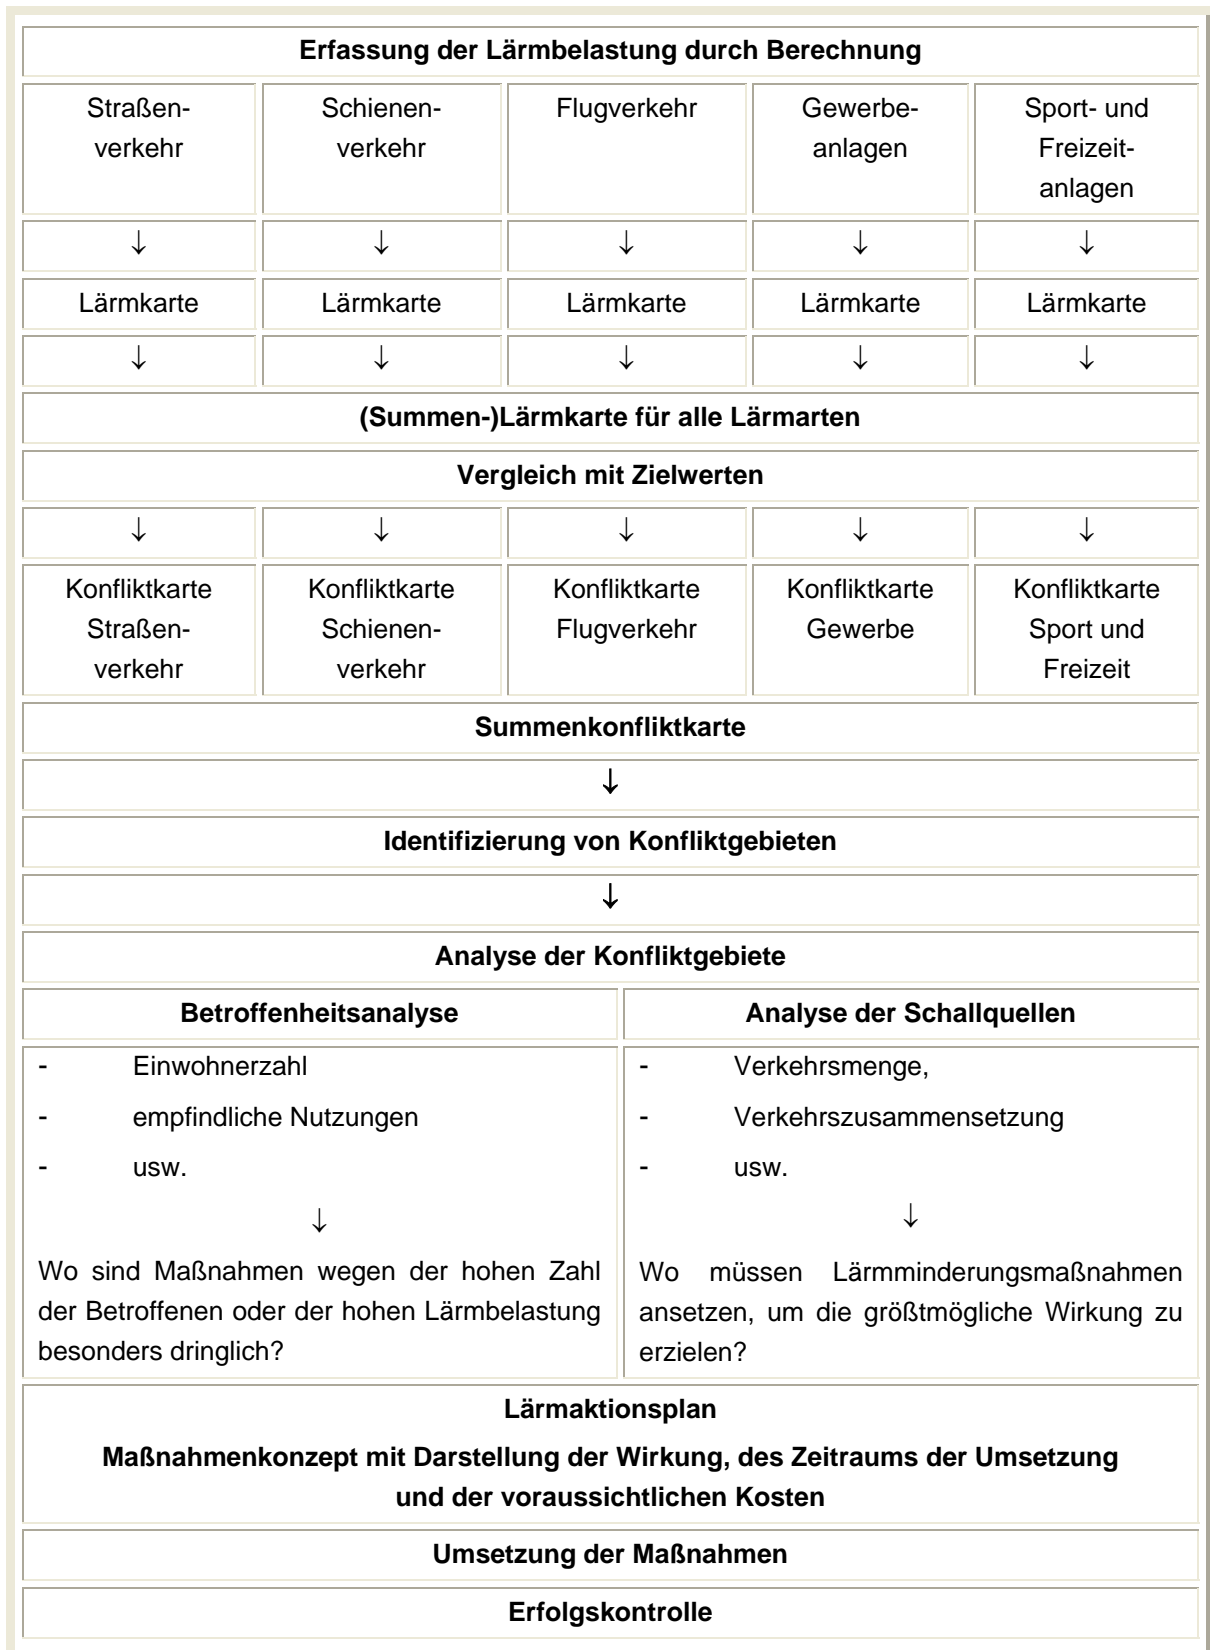 Erfassung der Lärmbelastung durch Berechnung
Straßen-
verkehr
Schienen-
verkehr
Flugverkehr
Gewerbe-
anlagen
Sport- und
Freizeit-
anlagen
↓ ↓ ↓ ↓ ↓
Lärmkarte Lärmkarte Lärmkarte Lärmkarte Lärmkarte
↓ ↓ ↓ ↓ ↓
(Summen-)Lärmkarte für alle Lärmarten
Vergleich mit Zielwerten
↓ ↓ ↓ ↓ ↓
Konfliktkarte
Straßen-
verkehr
Konfliktkarte
Schienen-
verkehr
Konfliktkarte
Flugverkehr
Konfliktkarte
Gewerbe
Konfliktkarte
Sport und
Freizeit
Summenkonfliktkarte
↓
Identifizierung von Konfliktgebieten
↓
Analyse der Konfliktgebiete
Betroffenheitsanalyse
- Einwohnerzahl
- empfindliche Nutzungen
- usw.
↓
Wo sind Maßnahmen wegen der hohen Zahl
der Betroffenen oder der hohen Lärmbelastung
besonders dringlich?
Analyse der Schallquellen
- Verkehrsmenge,
- Verkehrszusammensetzung
- usw.
↓
Wo müssen Lärmminderungsmaßnahmen
ansetzen, um die größtmögliche Wirkung zu
erzielen?
Lärmaktionsplan
Maßnahmenkonzept mit Darstellung der Wirkung, des Zeitraums der Umsetzung
und der voraussichtlichen Kosten
Umsetzung der Maßnahmen
Erfolgskontrolle